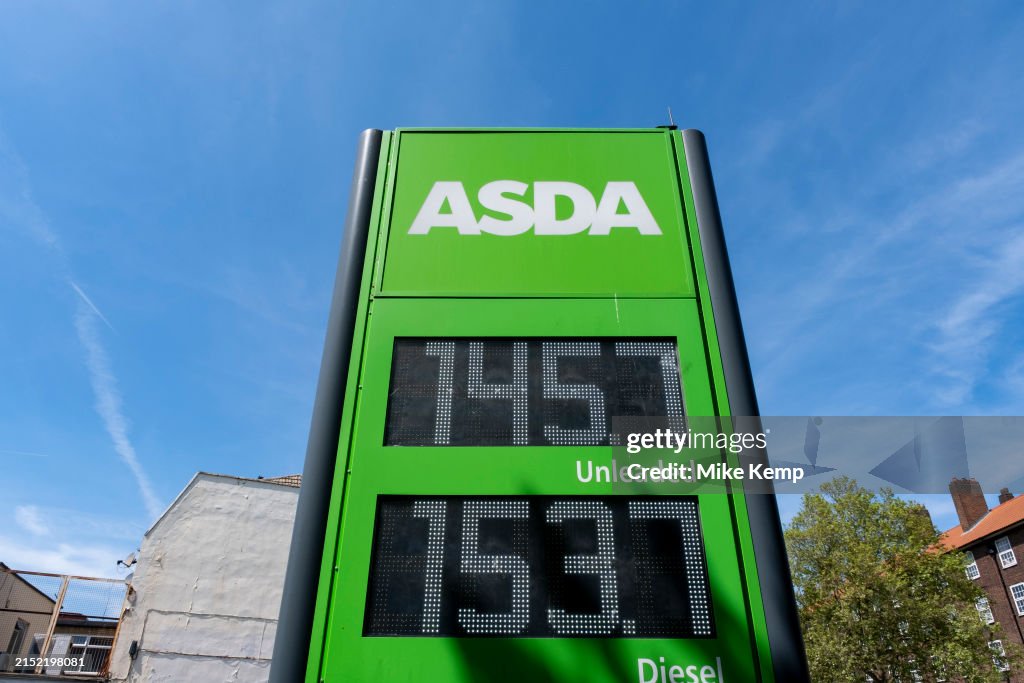 ASDA
145.7
gettyimages
Credit: Mike Kemp
Unleaded
153.7
Diesel
2152198081